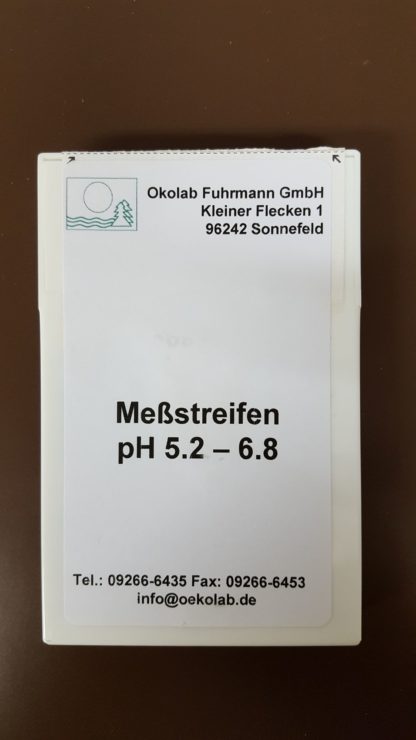 Okolab Fuhrmann GmbH
Kleiner Flecken 1
96242 Sonnefeld
Meßstreifen
pH 5.2 – 6.8
Tel.: 09266-6435 Fax: 09266-6453
info@oekolab.de